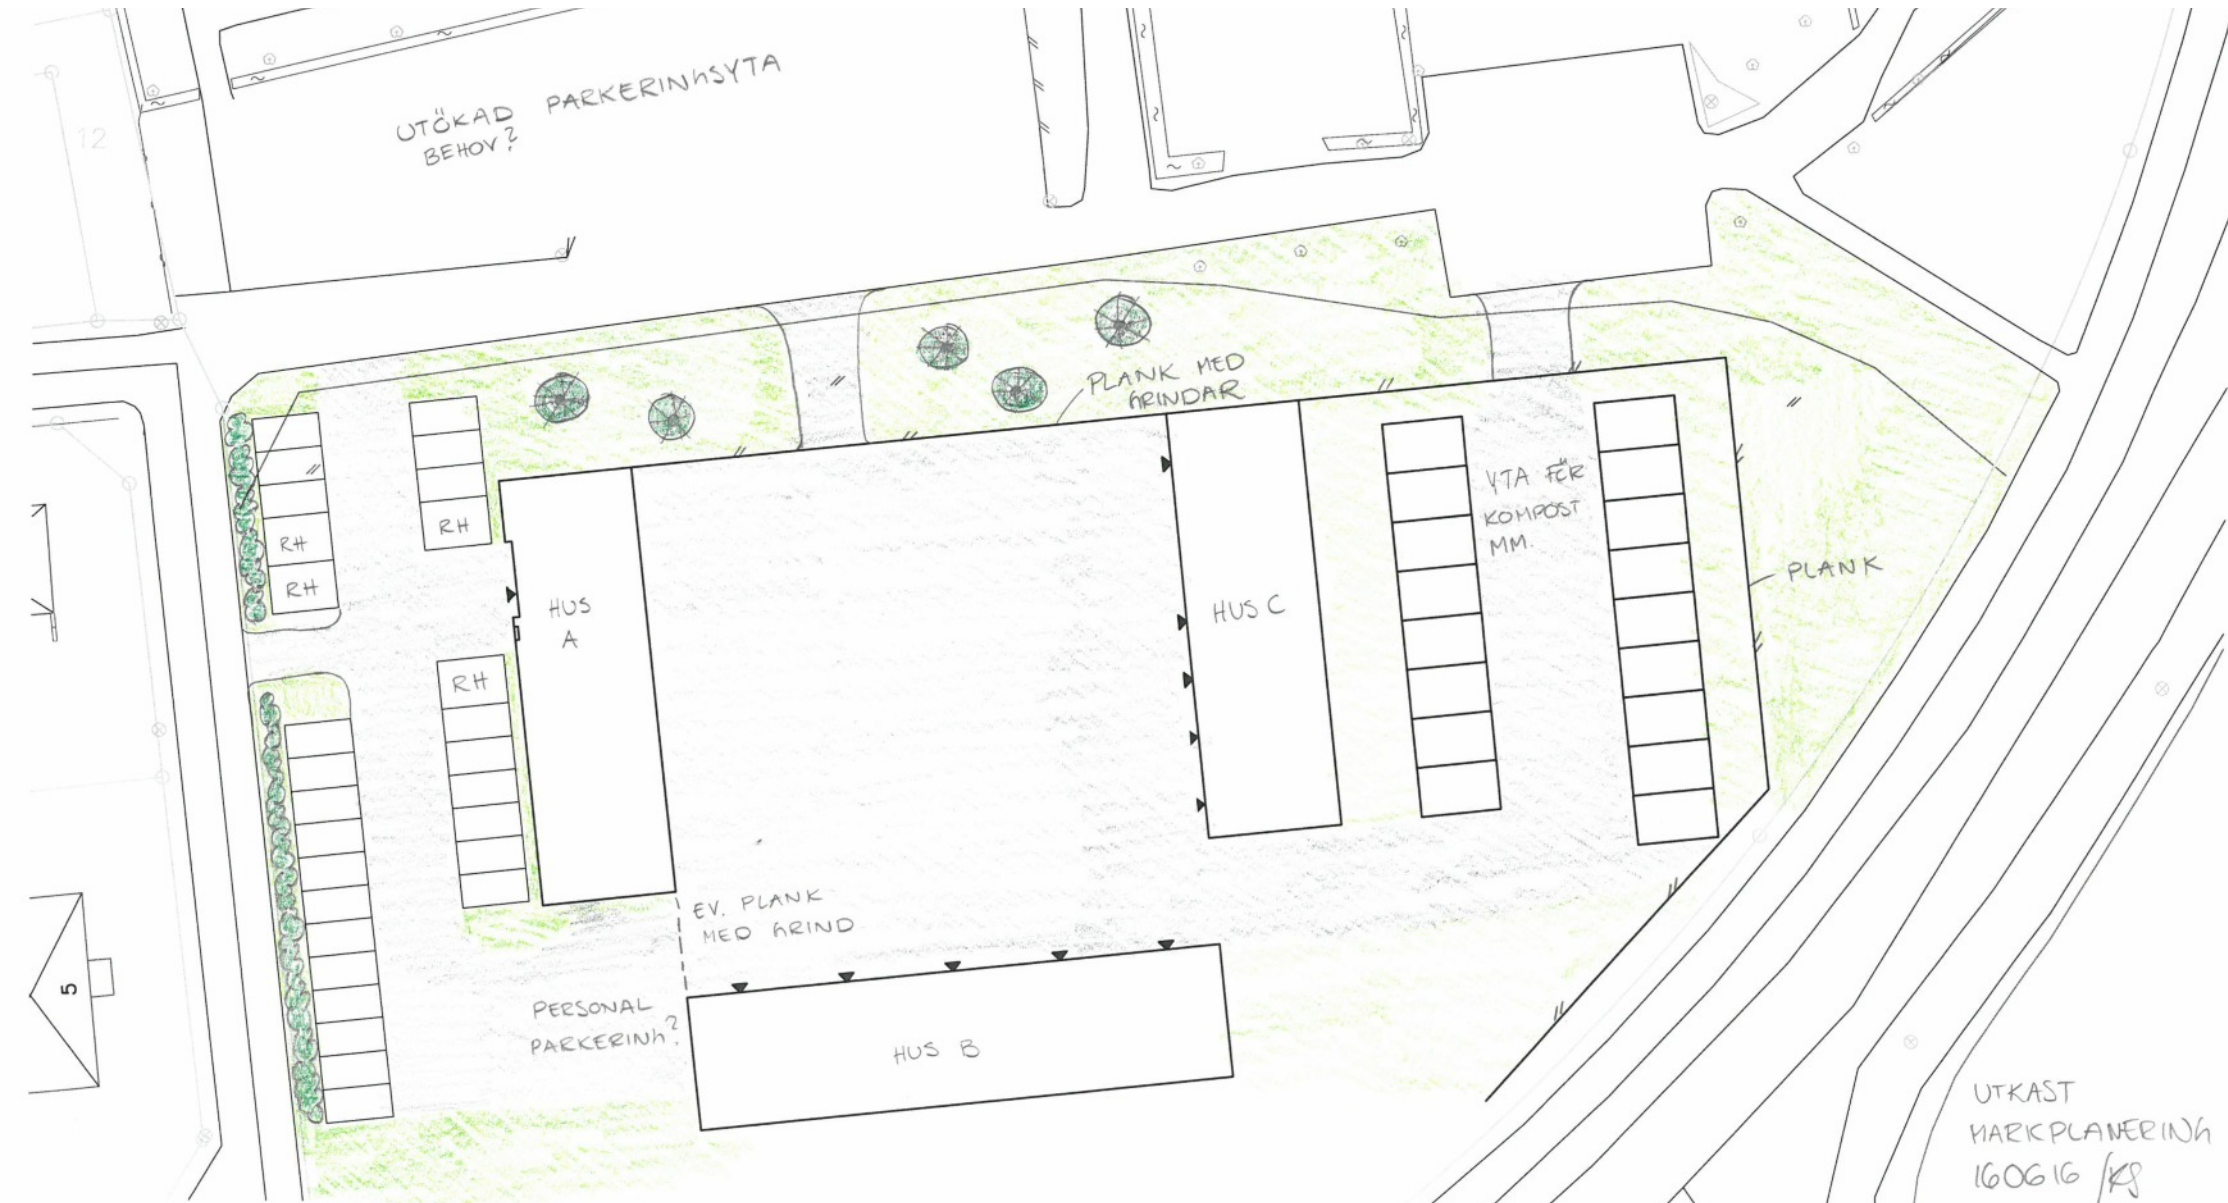 12
UTÖKAD PARKERINGSYTA
BEHOV?
PLANK MED
GRINDAR
YTA FÖR
KOMPOST
MM.
PLANK
RH
RH
RH
RH
HUS
A
HUS C
EV. PLANK
MED GRIND
PERSONAL
PARKERING?
HUS B
5
UTKAST
MARKPLANERING
160616 /KS